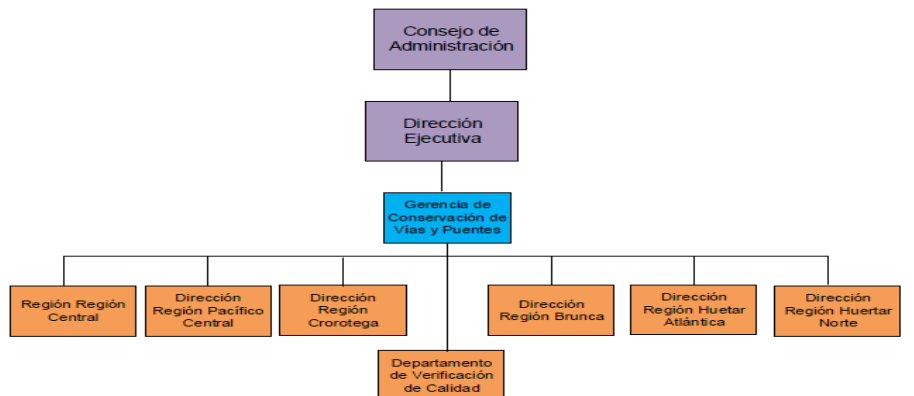 Consejo de
Administración
Dirección
Ejecutiva
Gerencia de
Conservación de
Vías y Puentes
Región Región
Central
Dirección
Región Pacífico
Central
Dirección
Región
Crorotega
Dirección
Región Brunca
Dirección
Región Huetar
Atlántica
Dirección
Región Huertar
Norte
Departamento
de Verificación
de Calidad